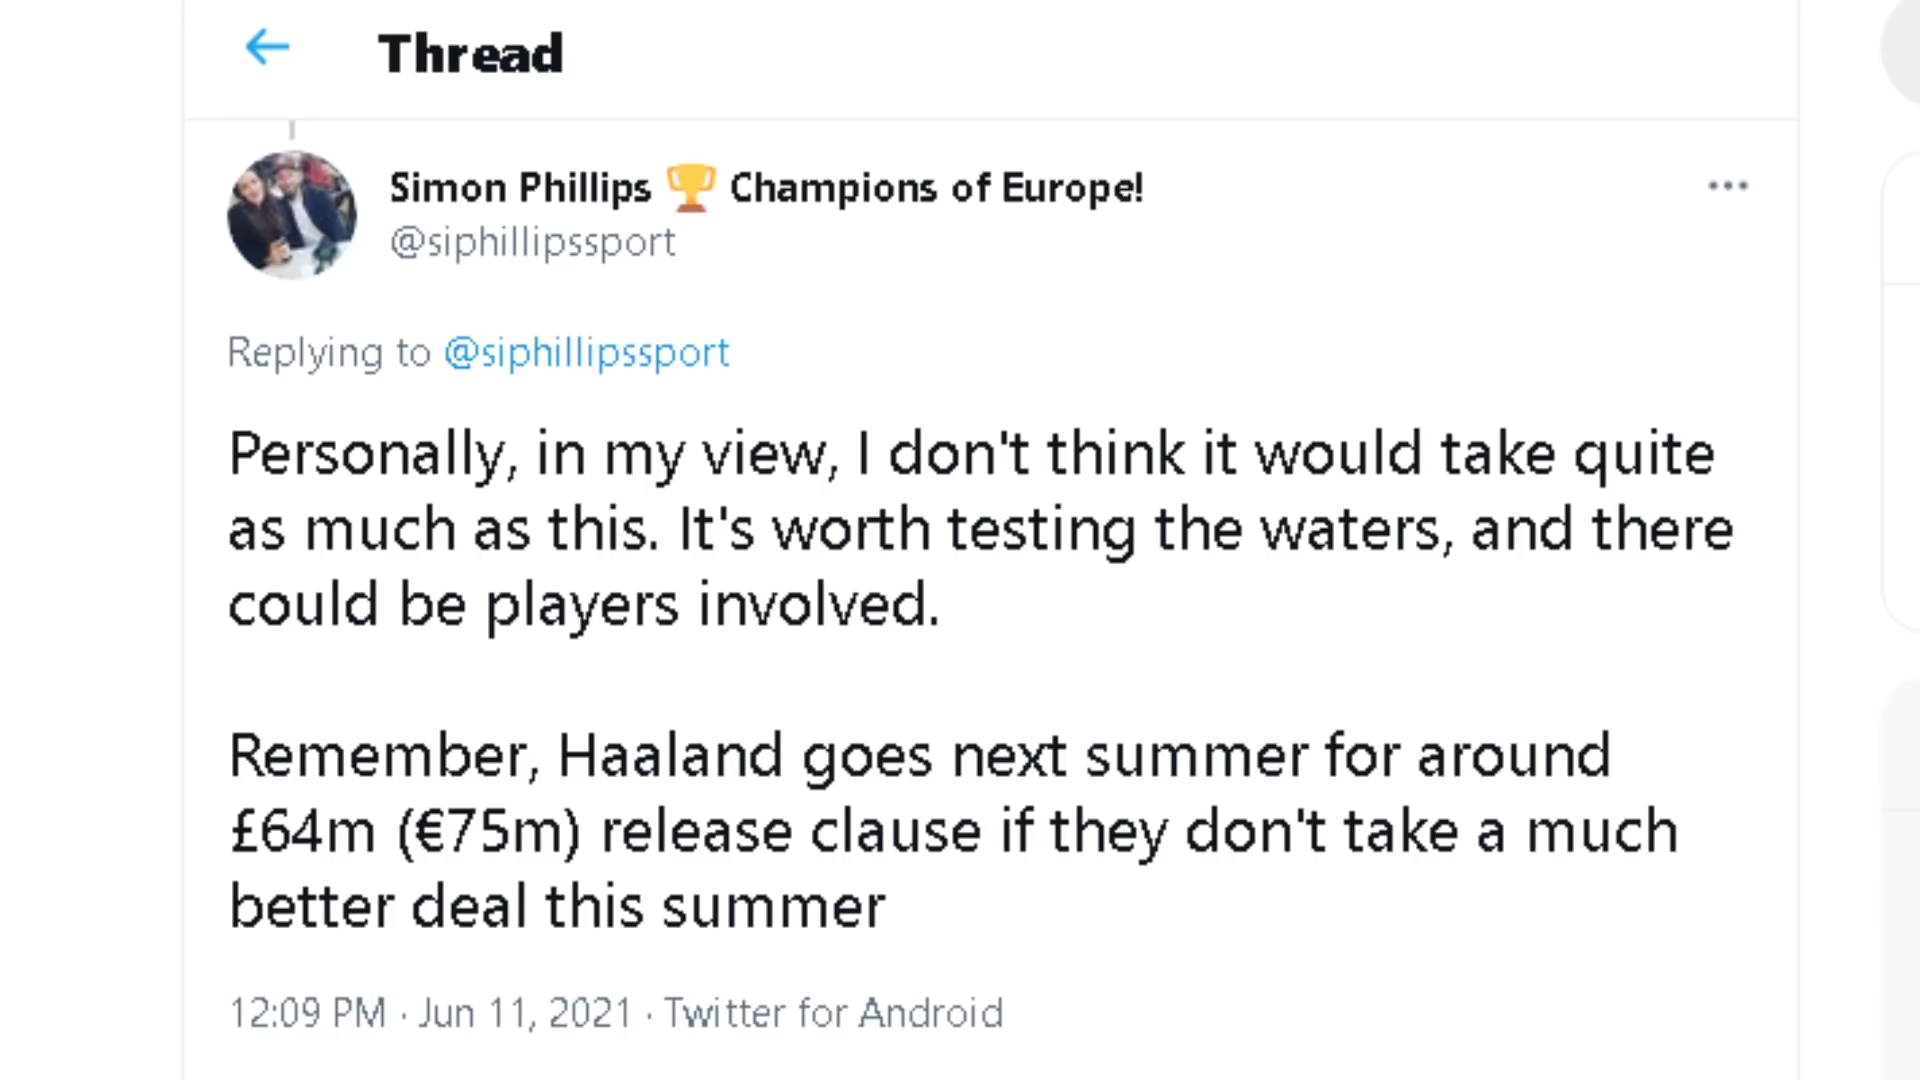 Thread
Simon Phillips 🏆 Champions of Europe!
@siphillipssport
Replying to @siphillipssport
Personally, in my view, I don't think it would take quite
as much as this. It's worth testing the waters, and there
could be players involved.
Remember, Haaland goes next summer for around
£64m (€75m) release clause if they don't take a much
better deal this summer
12:09 PM · Jun 11, 2021 · Twitter for Android